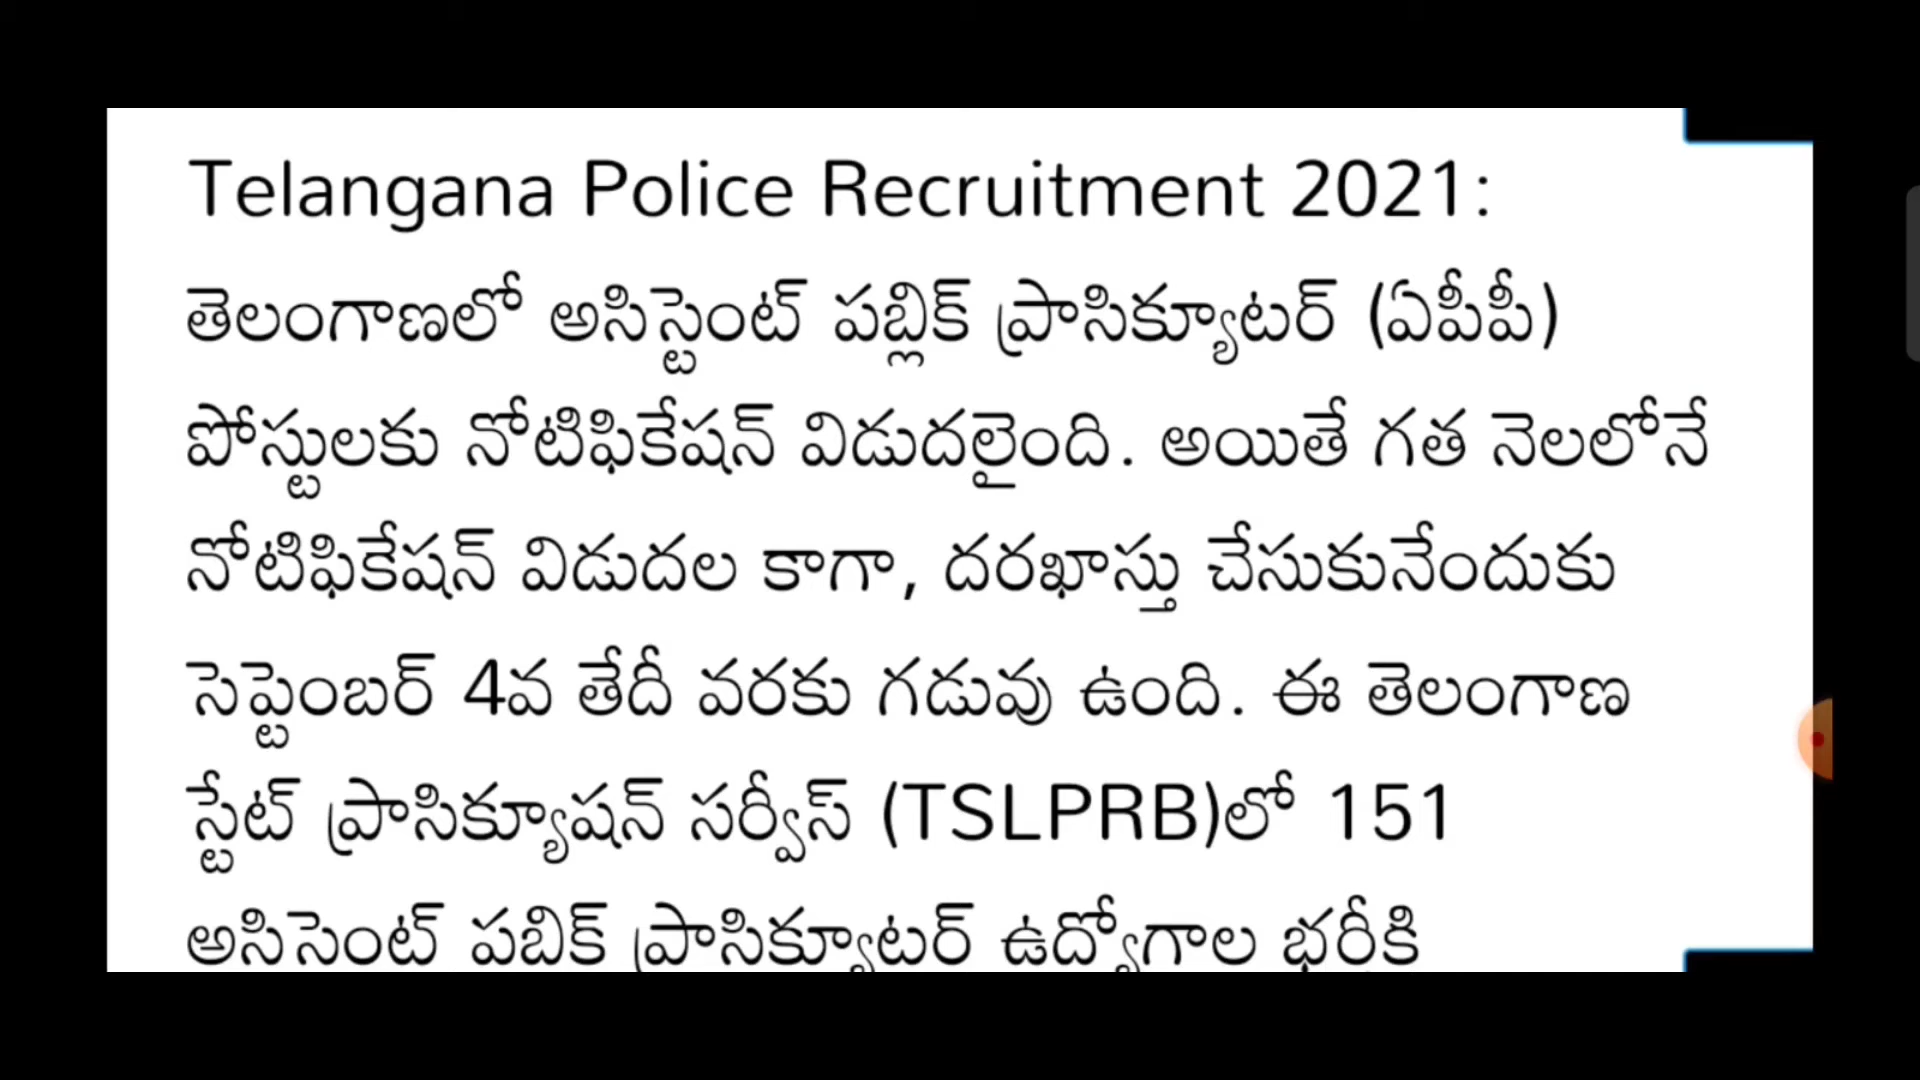 Telangana Police Recruitment 2021:
తెలంగాణలో అసిస్టెంట్ పబ్లిక్ ప్రాసిక్యూటర్ (ఏపీపీ)
పోస్టులకు నోటిఫికేషన్ విడుదలైంది. అయితే గత నెలలోనే
నోటిఫికేషన్ విడుదల కాగా, దరఖాస్తు చేసుకునేందుకు
సెప్టెంబర్ 4వ తేదీ వరకు గడువు ఉంది. ఈ తెలంగాణ
స్టేట్ ప్రాసిక్యూషన్ సర్వీస్ (TSLPRB)లో 151
అసిస్టెంట్ పబ్లిక్ ప్రాసిక్యూటర్ ఉద్యోగాల భర్తీకి